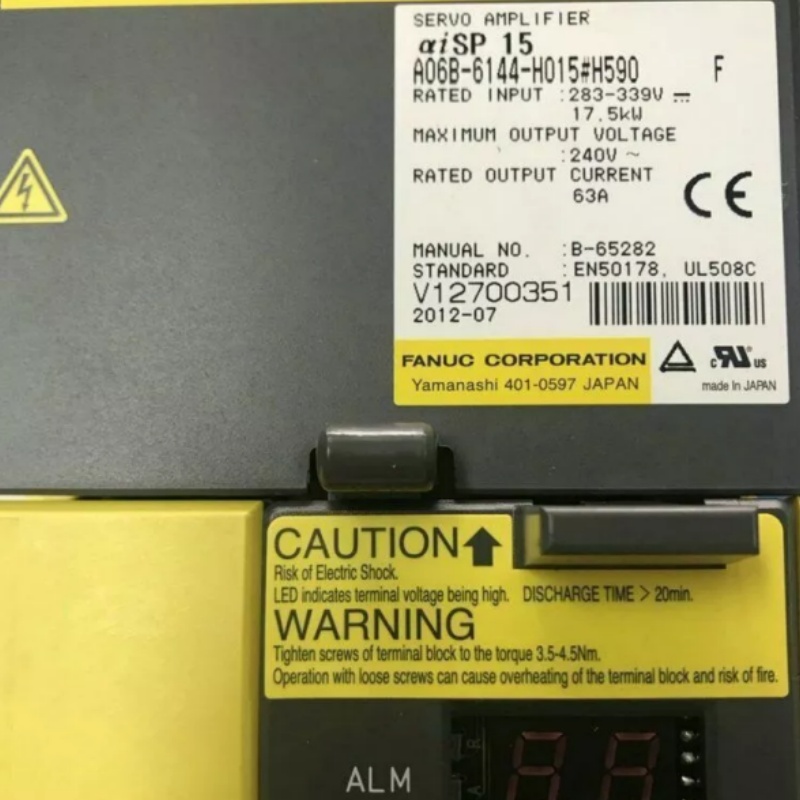 SERVO AMPLIFIER
αiSP 15
A06B-6144-H015#H590 F
RATED INPUT :283-339V ⎓
17.5kW
MAXIMUM OUTPUT VOLTAGE
:240V ~
RATED OUTPUT CURRENT
63A
CE
MANUAL NO. :B-65282
STANDARD :EN50178, UL508C
V12700351
2012-07
FANUC CORPORATION
Yamanashi 401-0597 JAPAN
c RU us
made in JAPAN
CAUTION
Risk of Electric Shock.
LED indicates terminal voltage being high. DISCHARGE TIME > 20min.
WARNING
Tighten screws of terminal block to the torque 3.5-4.5Nm.
Operation with loose screws can cause overheating of the terminal block and risk of fire.
ALM